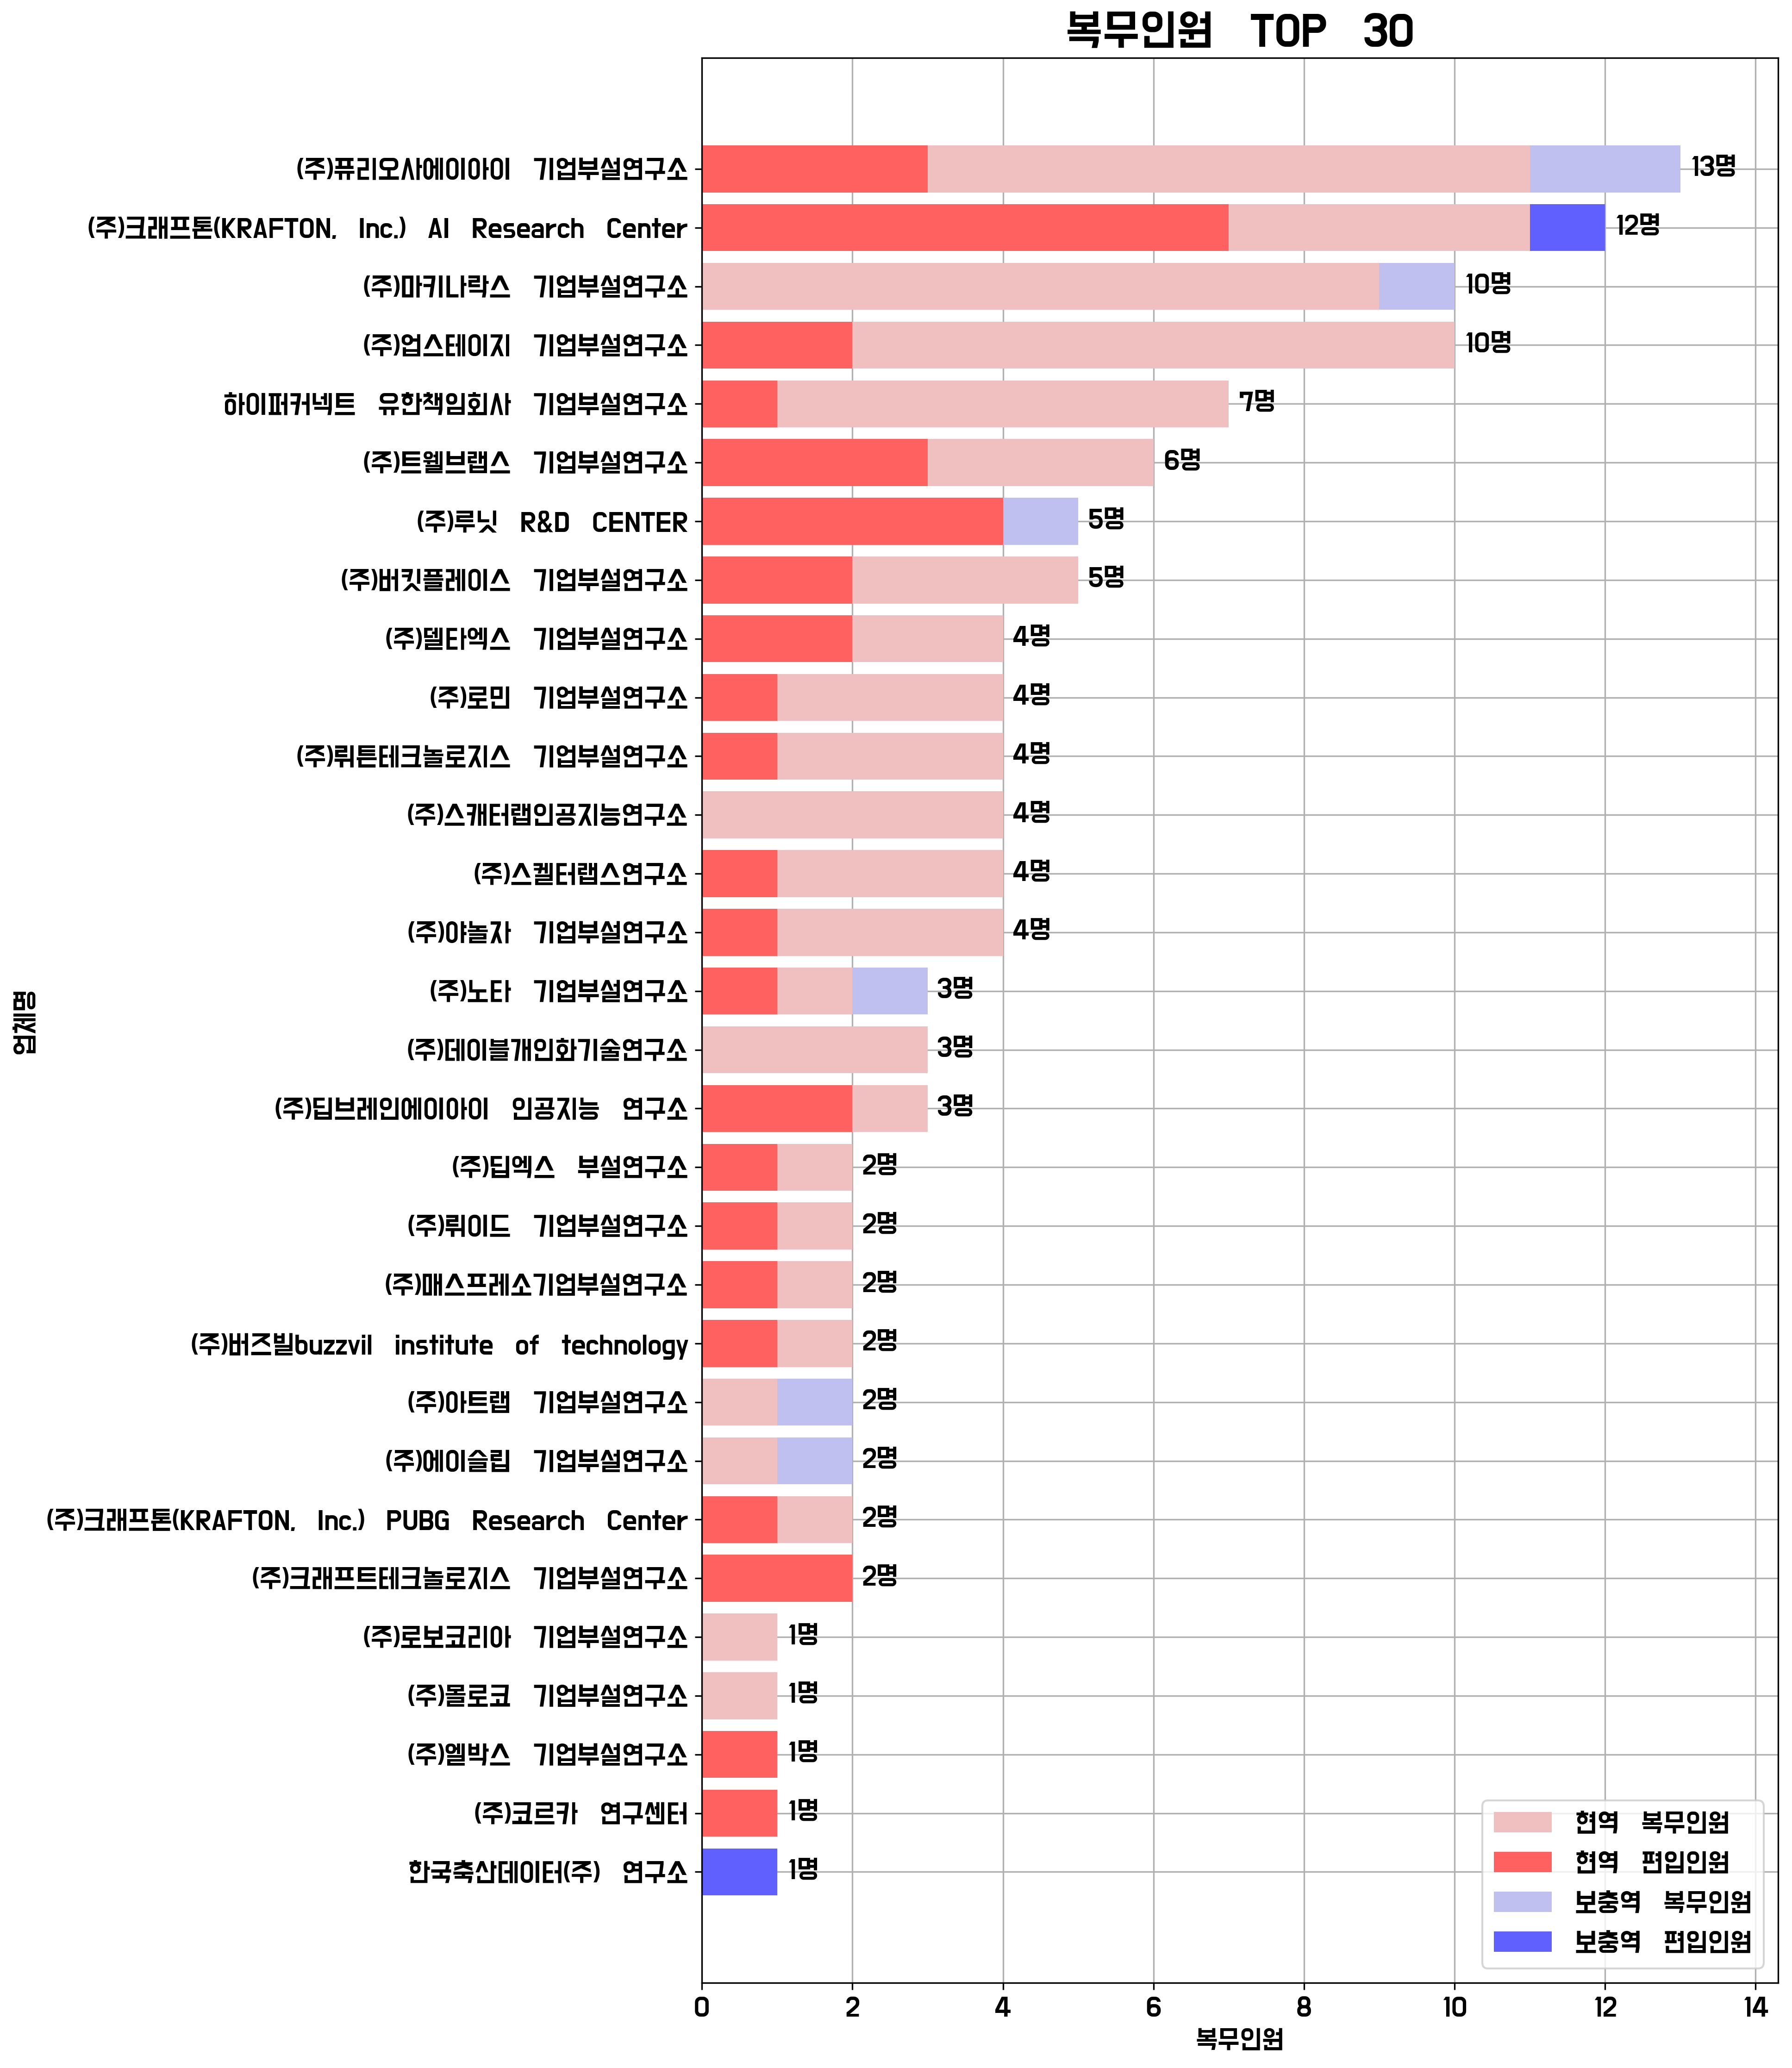 복무인원 TOP 30
(주)퓨리오사에이아이 기업부설연구소 13명
(주)크래프톤(KRAFTON, Inc.) AI Research Center 12명
(주)마키나락스 기업부설연구소 10명
(주)업스테이지 기업부설연구소 10명
하이퍼커넥트 유한책임회사 기업부설연구소 7명
(주)트웰브랩스 기업부설연구소 6명
(주)루닛 R&D CENTER 5명
(주)버킷플레이스 기업부설연구소 5명
(주)델타엑스 기업부설연구소 4명
(주)로민 기업부설연구소 4명
(주)뤼튼테크놀로지스 기업부설연구소 4명
(주)스캐터랩인공지능연구소 4명
(주)스켈터랩스연구소 4명
(주)야놀자 기업부설연구소 4명
(주)노타 기업부설연구소 3명
(주)데이블개인화기술연구소 3명
(주)딥브레인에이아이 인공지능 연구소 3명
(주)딥엑스 부설연구소 2명
(주)뤼이드 기업부설연구소 2명
(주)매스프레소기업부설연구소 2명
(주)버즈빌buzzvil institute of technology 2명
(주)아트랩 기업부설연구소 2명
(주)에이슬립 기업부설연구소 2명
(주)크래프톤(KRAFTON, Inc.) PUBG Research Center 2명
(주)크래프트테크놀로지스 기업부설연구소 2명
(주)로보코리아 기업부설연구소 1명
(주)몰로코 기업부설연구소 1명
(주)엘박스 기업부설연구소 1명
(주)코르카 연구센터 1명
한국축산데이터(주) 연구소 1명
업체명
현역 복무인원
현역 편입인원
보충역 복무인원
보충역 편입인원
0 2 4 6 8 10 12 14
복무인원